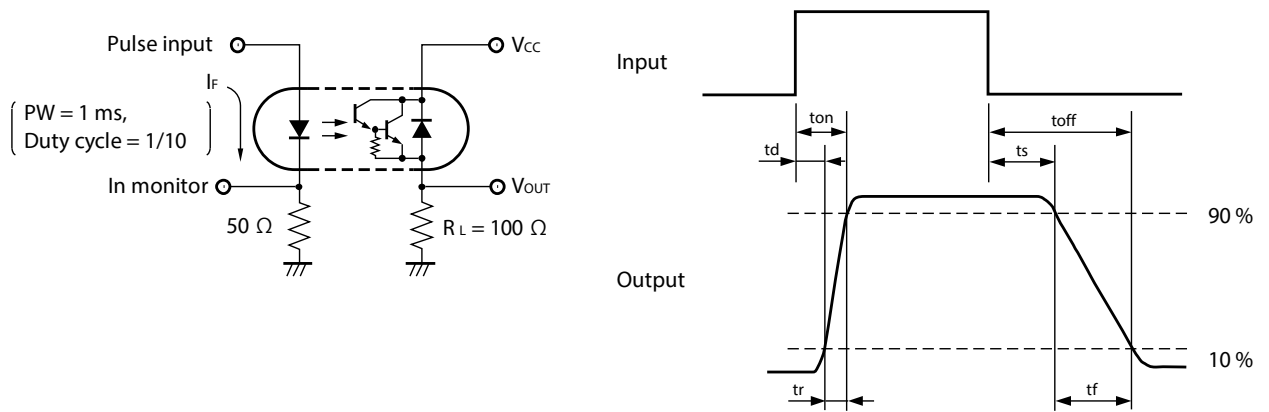 Pulse input
VCC
IF
PW = 1 ms,
Duty cycle = 1/10
In monitor
VOUT
50 Ω
R L = 100 Ω
Input
ton
toff
td
ts
90 %
Output
10 %
tr
tf